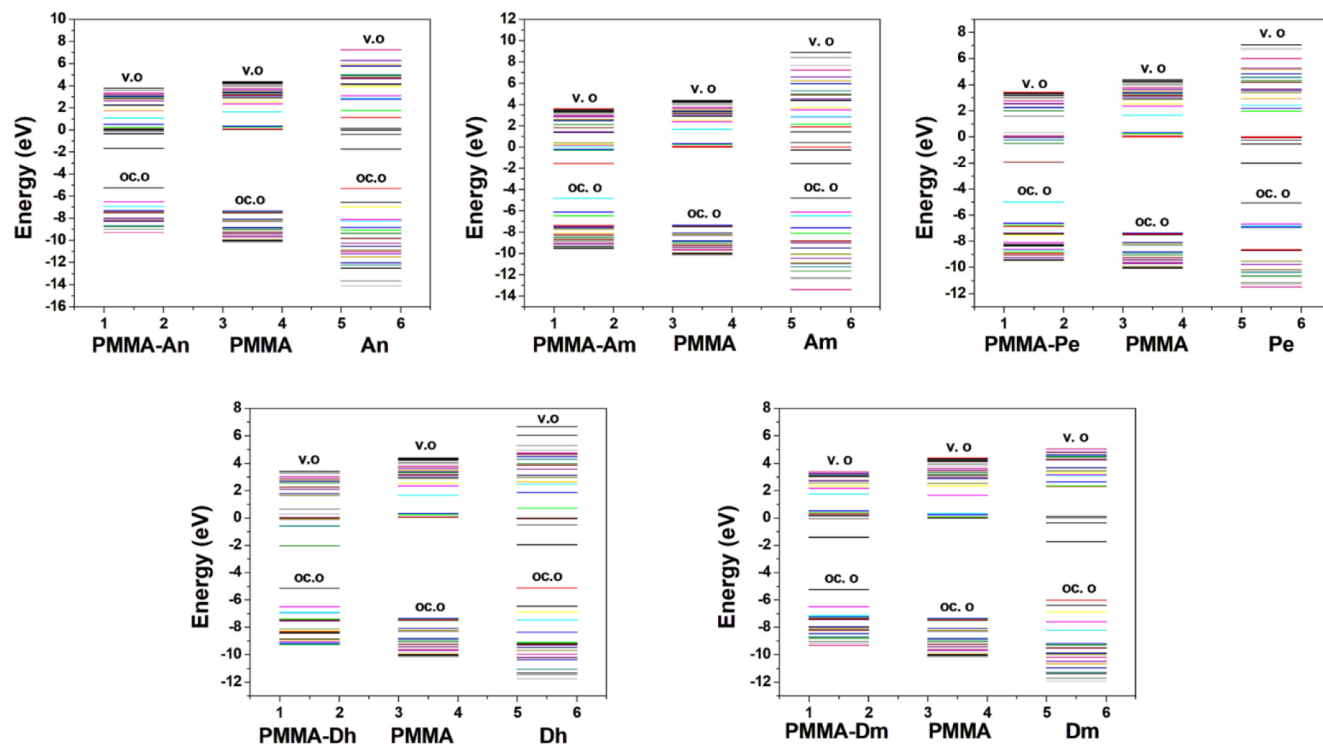 10
8
6
4
2
0
-2
-4
-6
-8
-10
-12
-14
-16
Energy (eV)
v.o
v.o
v.o
oc.o
oc.o
oc.o
1 2 3 4 5 6
PMMA-An PMMA An
12
10
8
6
4
2
0
-2
-4
-6
-8
-10
-12
-14
Energy (eV)
v. o
v. o
v. o
oc. o
oc. o
oc. o
1 2 3 4 5 6
PMMA-Am PMMA Am
8
6
4
2
0
-2
-4
-6
-8
-10
-12
Energy (eV)
v. o
v. o
v. o
oc. o
oc. o
oc. o
1 2 3 4 5 6
PMMA-Pe PMMA Pe
8
6
4
2
0
-2
-4
-6
-8
-10
-12
Energy (eV)
v.o
v.o
v.o
oc.o
oc.o
oc.o
1 2 3 4 5 6
PMMA-Dh PMMA Dh
8
6
4
2
0
-2
-4
-6
-8
-10
-12
Energy (eV)
v. o
v. o
v. o
oc. o
oc. o
oc. o
1 2 3 4 5 6
PMMA-Dm PMMA Dm